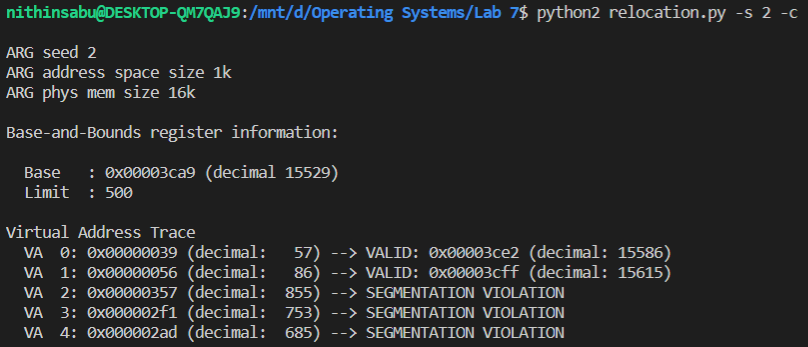 nithinsabu@DESKTOP-QM7QAJ9:/mnt/d/Operating Systems/Lab 7$ python2 relocation.py -s 2 -c
ARG seed 2
ARG address space size 1k
ARG phys mem size 16k
Base-and-Bounds register information:
Base   : 0x00003ca9 (decimal 15529)
Limit  : 500
Virtual Address Trace
VA  0: 0x00000039 (decimal:   57) --> VALID: 0x00003ce2 (decimal: 15586)
VA  1: 0x00000056 (decimal:   86) --> VALID: 0x00003cff (decimal: 15615)
VA  2: 0x00000357 (decimal:  855) --> SEGMENTATION VIOLATION
VA  3: 0x000002f1 (decimal:  753) --> SEGMENTATION VIOLATION
VA  4: 0x000002ad (decimal:  685) --> SEGMENTATION VIOLATION